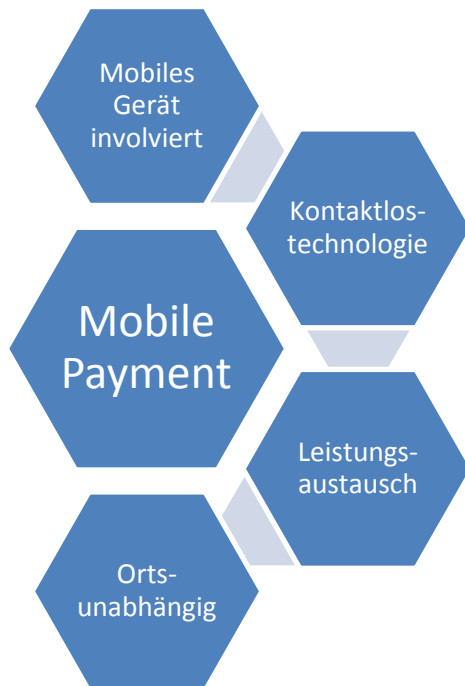 Mobiles
Gerät
involviert
Kontaktlos-
technologie
Mobile
Payment
Leistungs-
austausch
Orts-
unabhängig